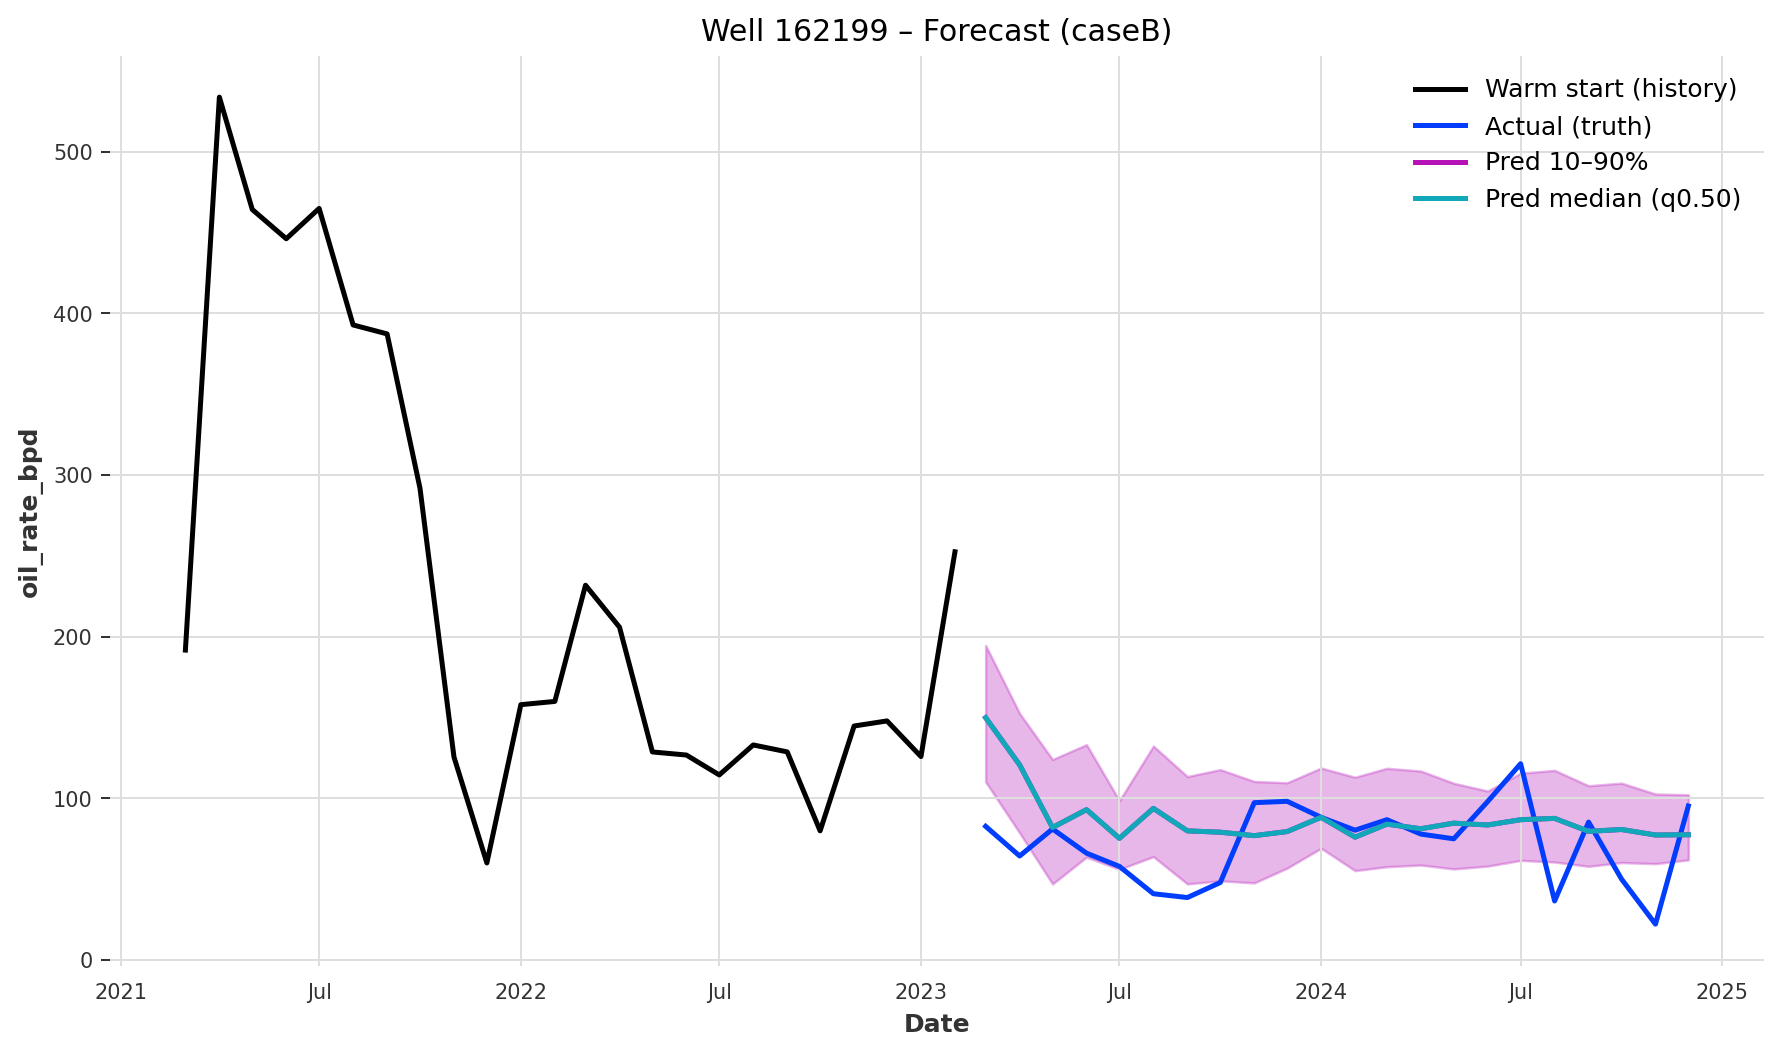 Well 162199 – Forecast (caseB)
Warm start (history)
Actual (truth)
Pred 10–90%
Pred median (q0.50)
oil_rate_bpd
500
400
300
200
100
0
2021
Jul
2022
Jul
2023
Jul
2024
Jul
2025
Date